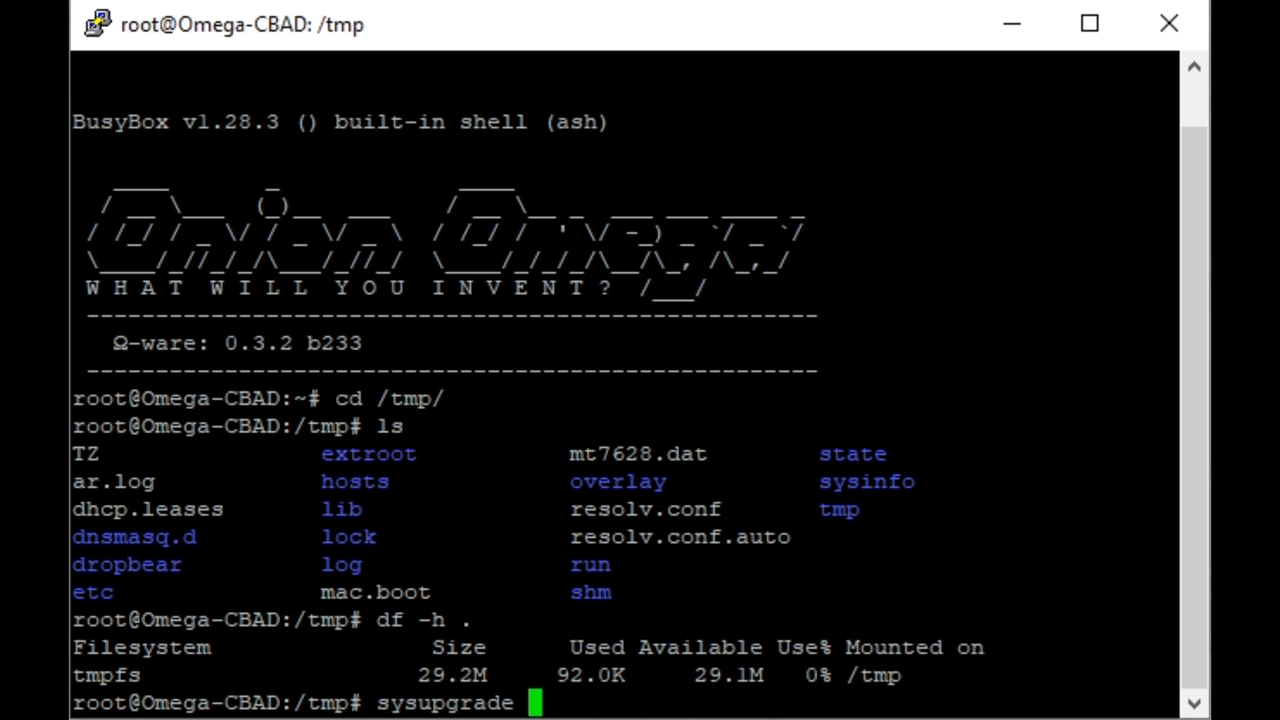 root@Omega-CBAD: /tmp
BusyBox v1.28.3 () built-in shell (ash)
Onion Omega
W H A T W I L L Y O U I N V E N T ?
-----------------------------------------------------
Ω-ware: 0.3.2 b233
-----------------------------------------------------
root@Omega-CBAD:~# cd /tmp/
root@Omega-CBAD:/tmp# ls
TZ extroot mt7628.dat state
ar.log hosts overlay sysinfo
dhcp.leases lib resolv.conf tmp
dnsmasq.d lock resolv.conf.auto
dropbear log run
etc mac.boot shm
root@Omega-CBAD:/tmp# df -h .
Filesystem Size Used Available Use% Mounted on
tmpfs 29.2M 92.0K 29.1M 0% /tmp
root@Omega-CBAD:/tmp# sysupgrade